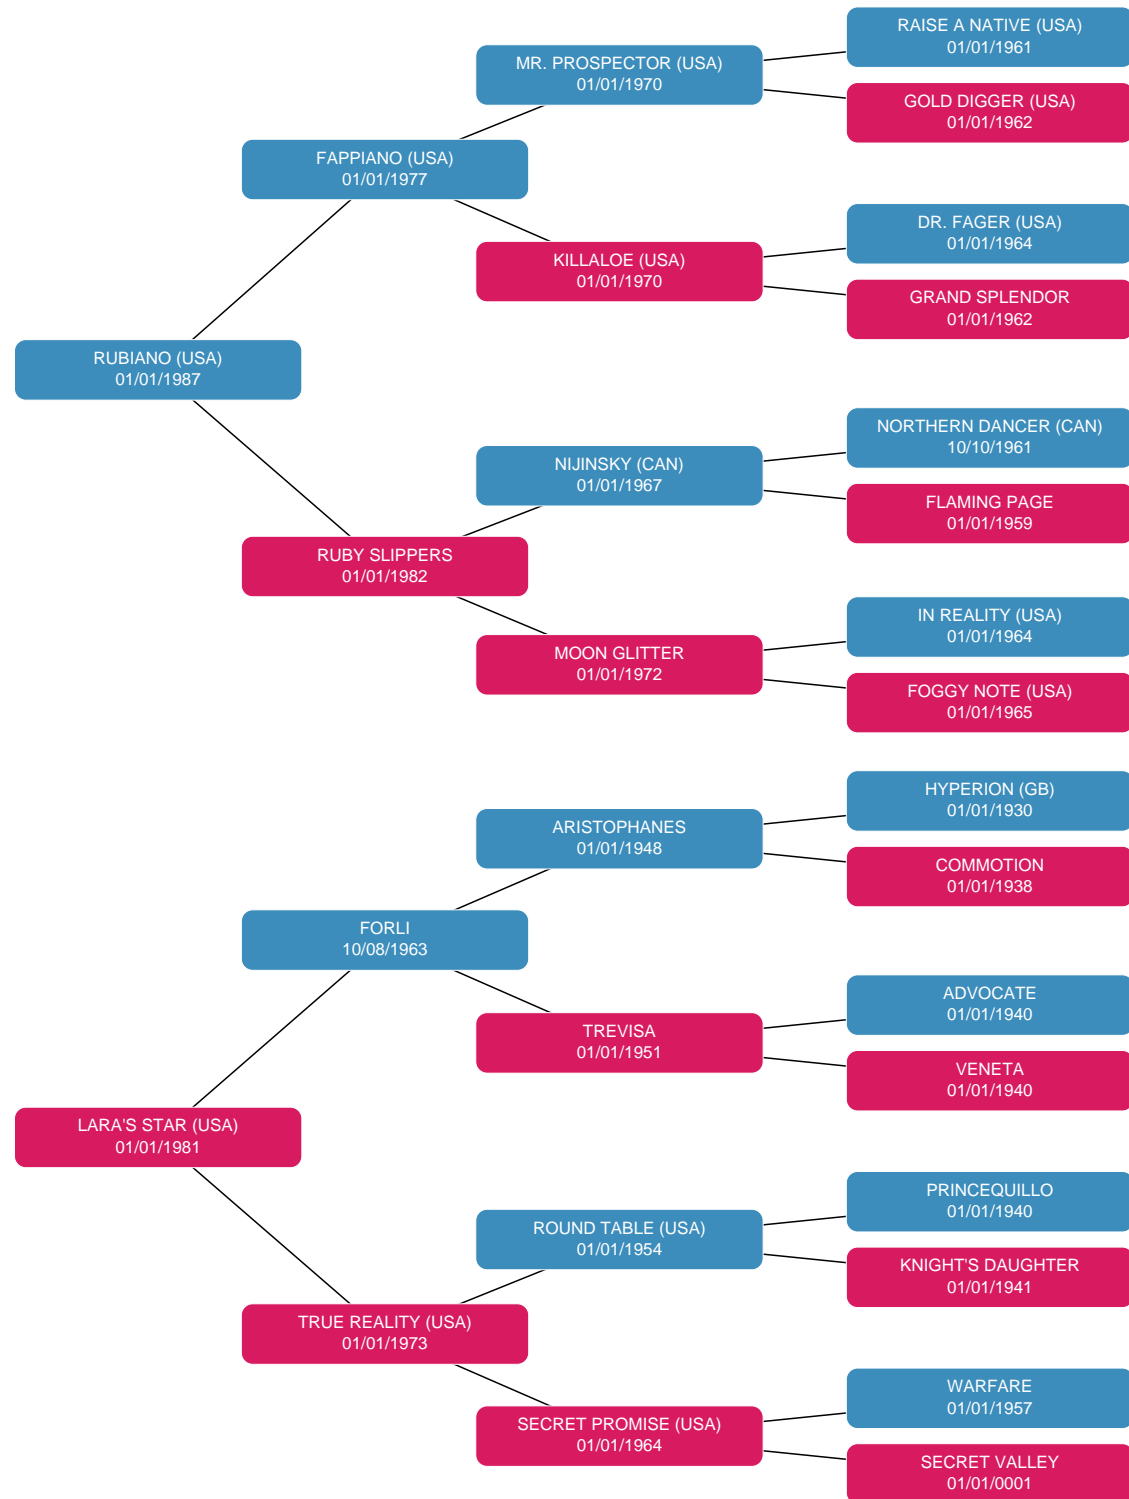 RAISE A NATIVE (USA)
01/01/1961
MR. PROSPECTOR (USA)
01/01/1970
GOLD DIGGER (USA)
01/01/1962
FAPPIANO (USA)
01/01/1977
DR. FAGER (USA)
01/01/1964
KILLALOE (USA)
01/01/1970
GRAND SPLENDOR
01/01/1962
RUBIANO (USA)
01/01/1987
NORTHERN DANCER (CAN)
10/10/1961
NIJINSKY (CAN)
01/01/1967
FLAMING PAGE
01/01/1959
RUBY SLIPPERS
01/01/1982
IN REALITY (USA)
01/01/1964
MOON GLITTER
01/01/1972
FOGGY NOTE (USA)
01/01/1965
HYPERION (GB)
01/01/1930
ARISTOPHANES
01/01/1948
COMMOTION
01/01/1938
FORLI
10/08/1963
ADVOCATE
01/01/1940
TREVISA
01/01/1951
VENETA
01/01/1940
LARA'S STAR (USA)
01/01/1981
PRINCEQUILLO
01/01/1940
ROUND TABLE (USA)
01/01/1954
KNIGHT'S DAUGHTER
01/01/1941
TRUE REALITY (USA)
01/01/1973
WARFARE
01/01/1957
SECRET PROMISE (USA)
01/01/1964
SECRET VALLEY
01/01/0001